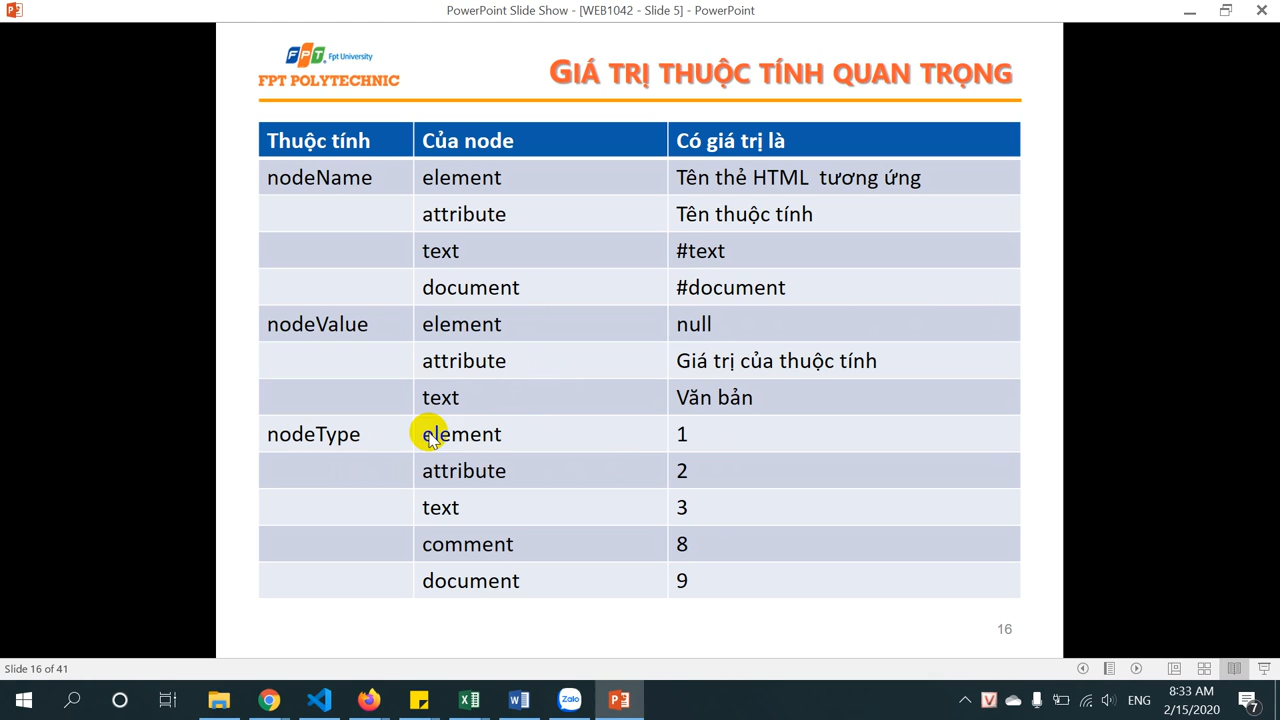 PowerPoint Slide Show - [WEB1042 - Slide 5] - PowerPoint
FPT. Fpt University
FPT POLYTECHNIC
GIÁ TRỊ THUỘC TÍNH QUAN TRỌNG
Thuộc tính Của node Có giá trị là
nodeName element Tên thẻ HTML tương ứng
attribute Tên thuộc tính
text #text
document #document
nodeValue element null
attribute Giá trị của thuộc tính
text Văn bản
nodeType element 1
attribute 2
text 3
comment 8
document 9
16
Slide 16 of 41
Zalo ENG 8:33 AM
2/15/2020
7